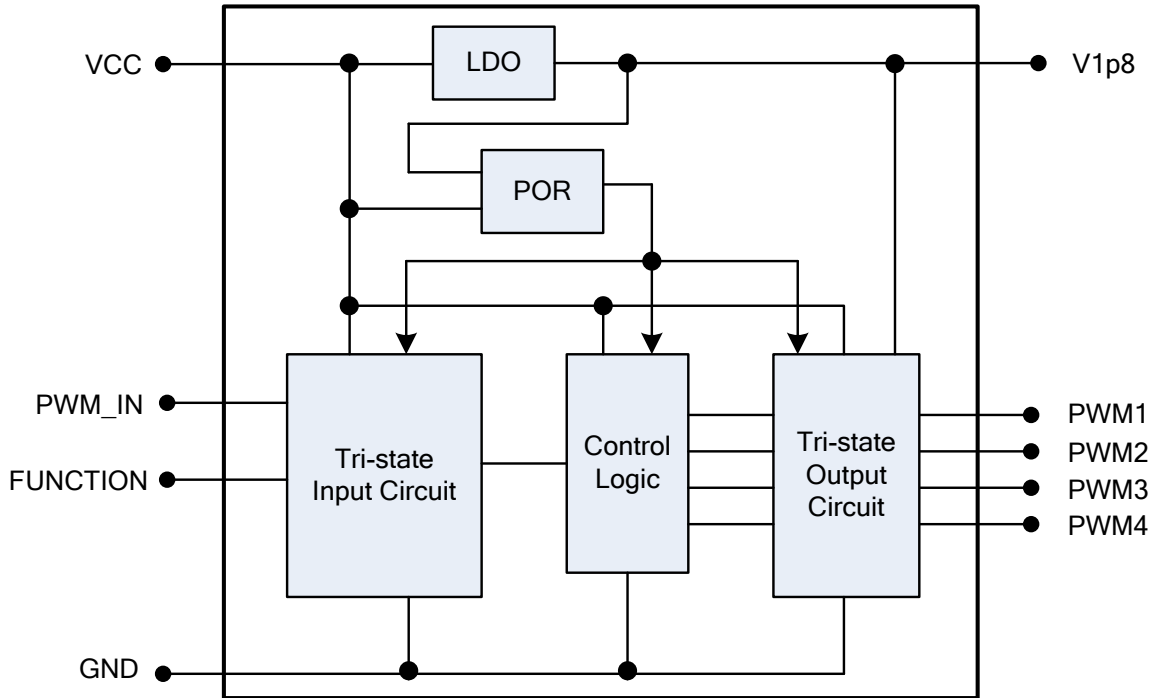 LDO
VCC
V1p8
POR
PWM_IN
FUNCTION
Tri-state
Input Circuit
Control
Logic
Tri-state
Output
Circuit
PWM1
PWM2
PWM3
PWM4
GND